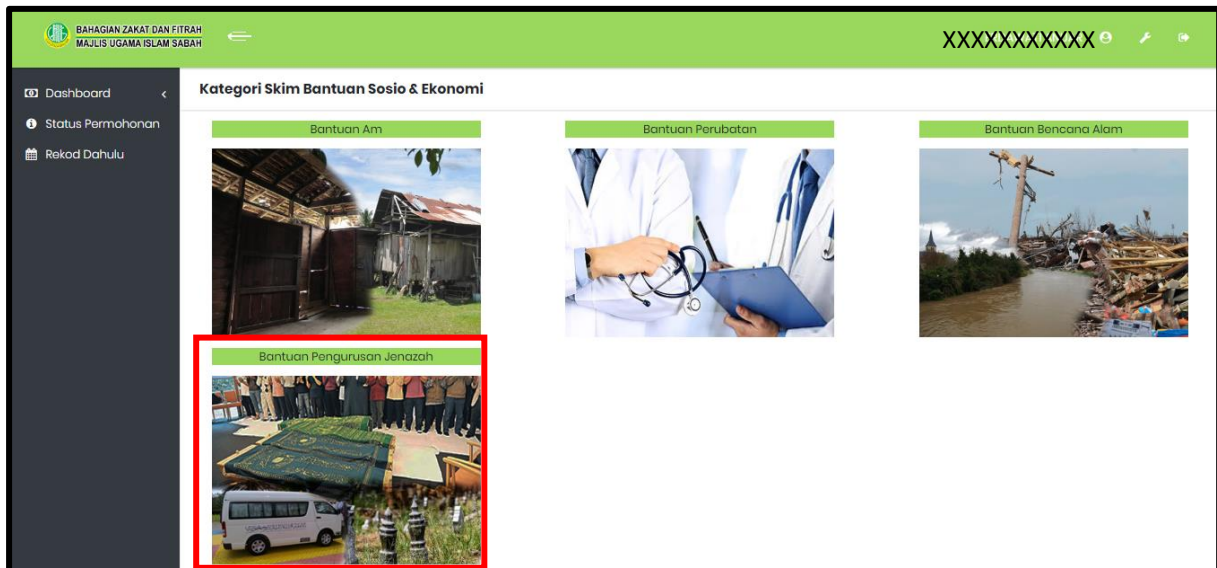 BAHAGIAN ZAKAT DAN FITRAH
MAJLIS UGAMA ISLAM SABAH
XXXXXXXXXXX
Dashboard
Status Permohonan
Rekod Dahulu
Kategori Skim Bantuan Sosio & Ekonomi
Bantuan Am
Bantuan Perubatan
Bantuan Bencana Alam
Bantuan Pengurusan Jenazah